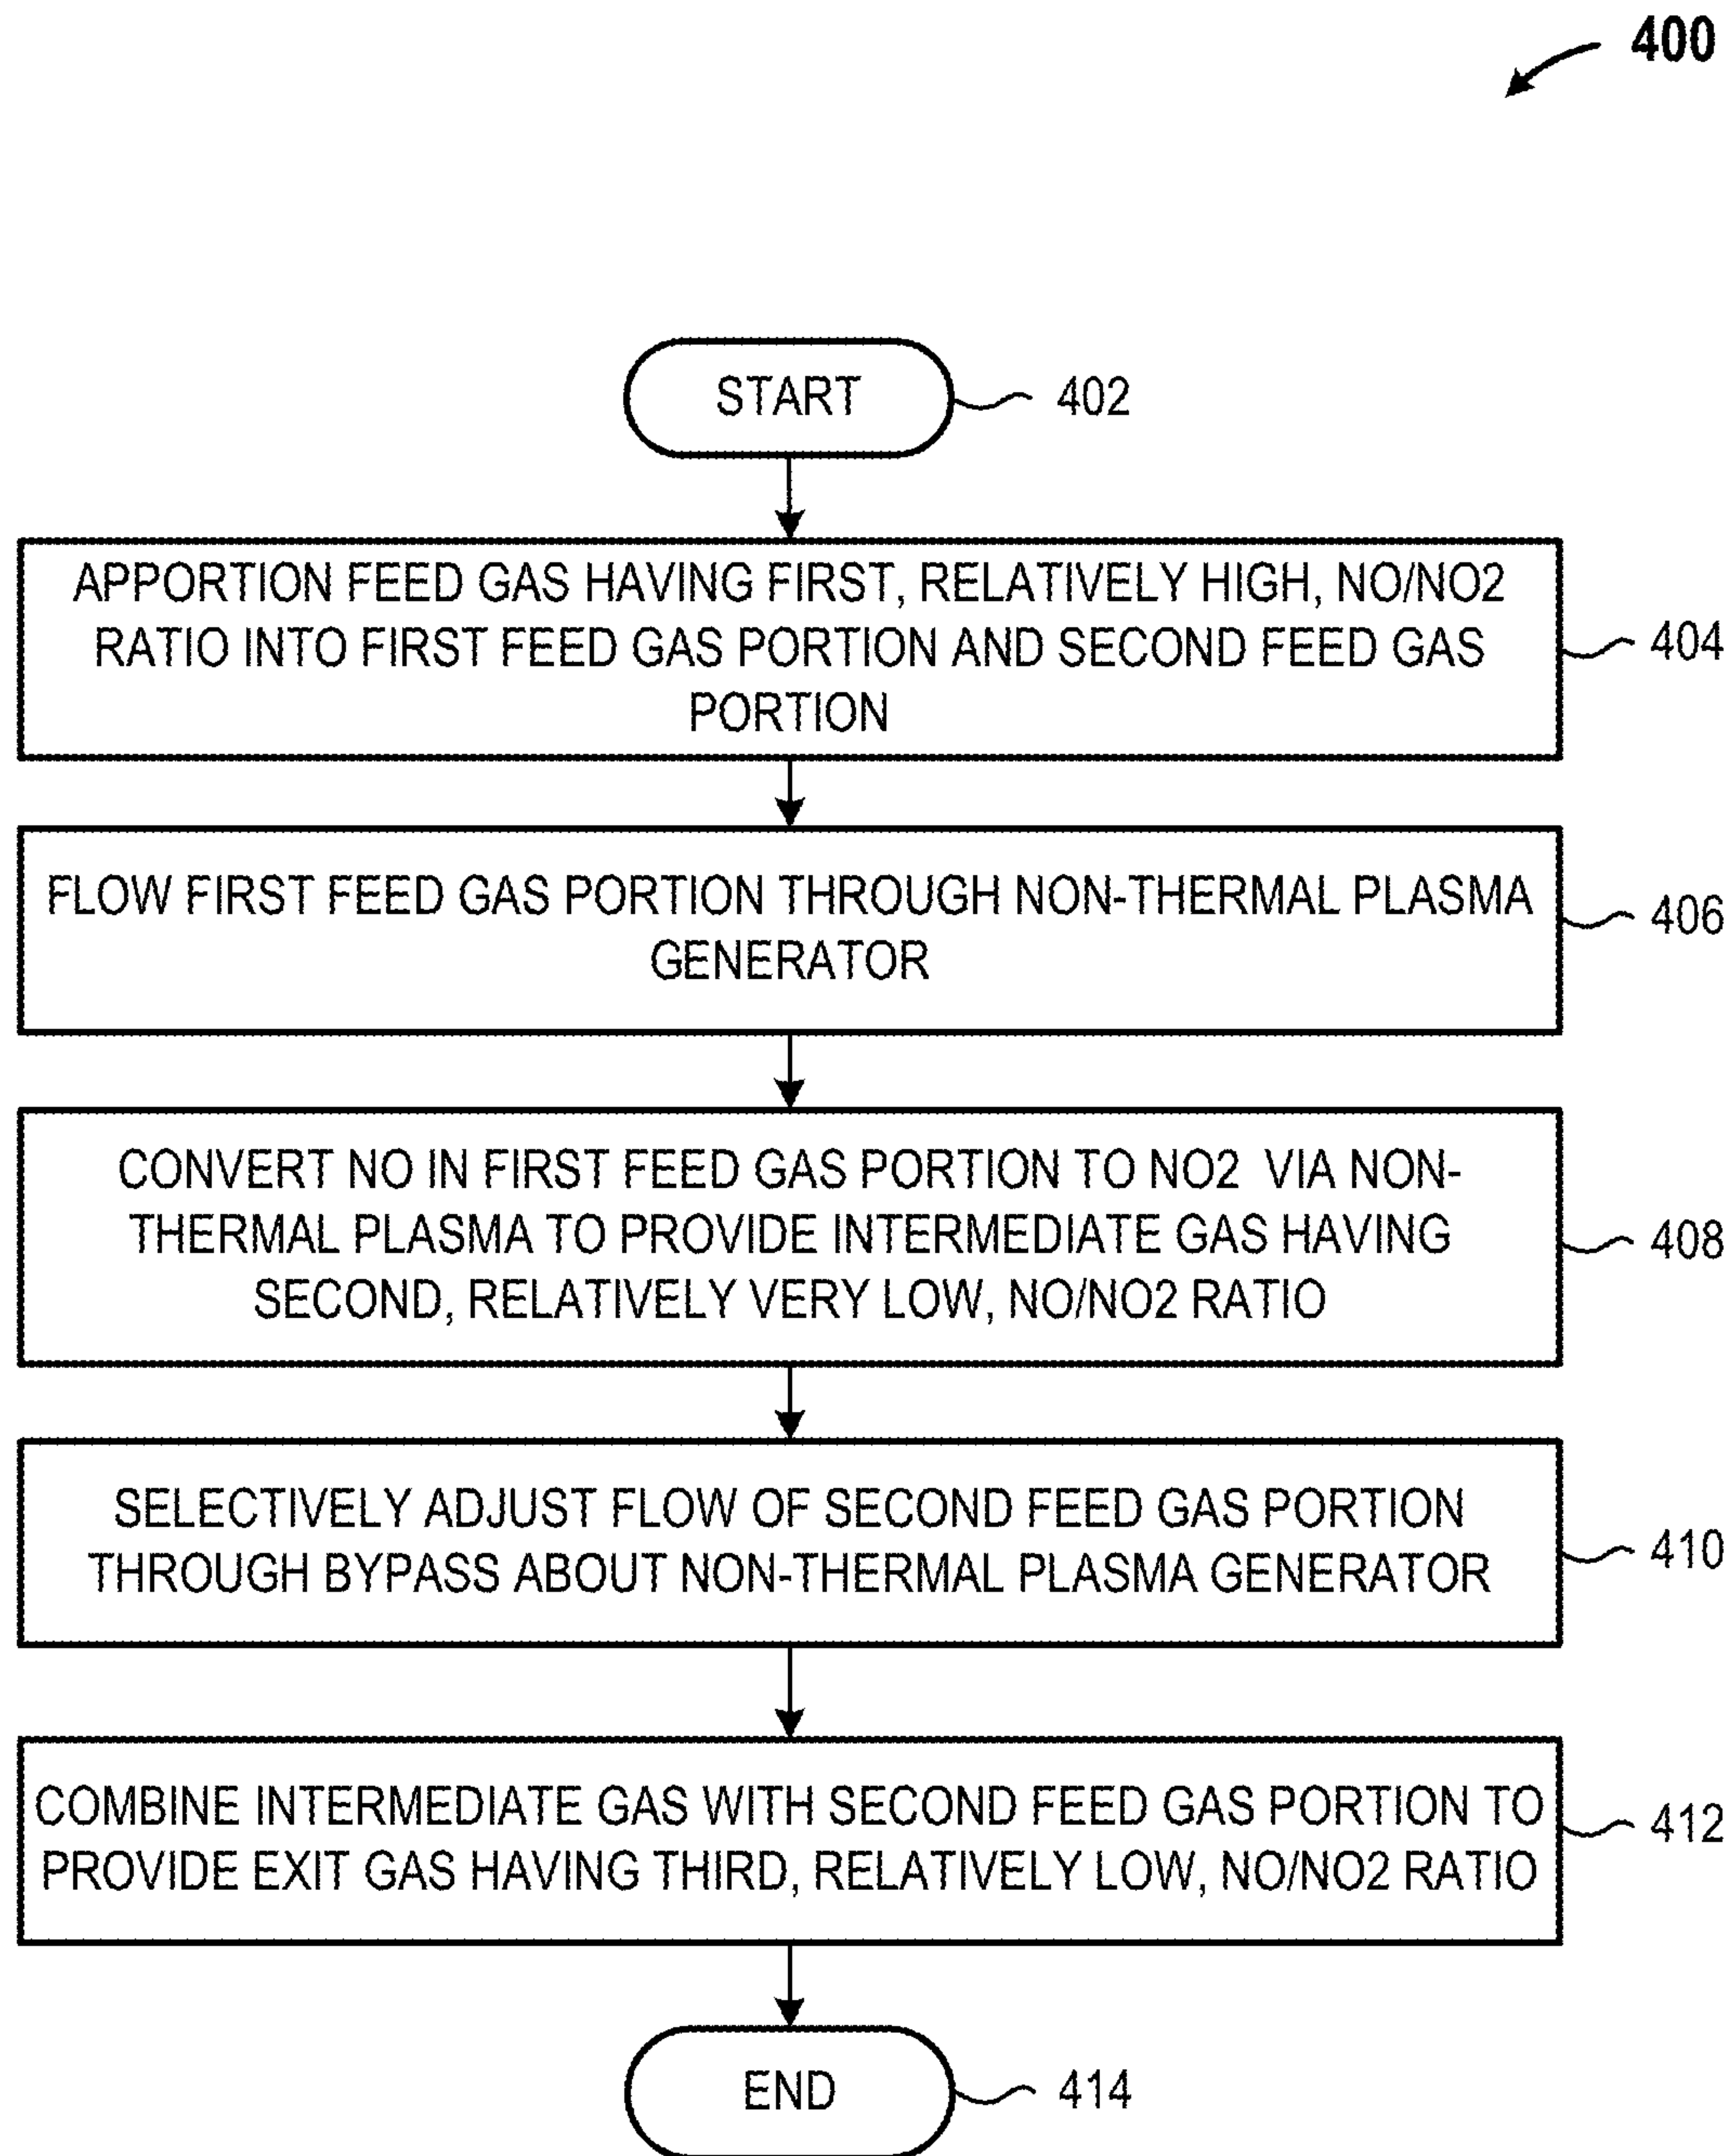 400
START
402
APPORTION FEED GAS HAVING FIRST, RELATIVELY HIGH, NO/NO2
RATIO INTO FIRST FEED GAS PORTION AND SECOND FEED GAS
PORTION
404
FLOW FIRST FEED GAS PORTION THROUGH NON-THERMAL PLASMA
GENERATOR
406
CONVERT NO IN FIRST FEED GAS PORTION TO NO2 VIA NON-
THERMAL PLASMA TO PROVIDE INTERMEDIATE GAS HAVING
SECOND, RELATIVELY VERY LOW, NO/NO2 RATIO
408
SELECTIVELY ADJUST FLOW OF SECOND FEED GAS PORTION
THROUGH BYPASS ABOUT NON-THERMAL PLASMA GENERATOR
410
COMBINE INTERMEDIATE GAS WITH SECOND FEED GAS PORTION TO
PROVIDE EXIT GAS HAVING THIRD, RELATIVELY LOW, NO/NO2 RATIO
412
END
414